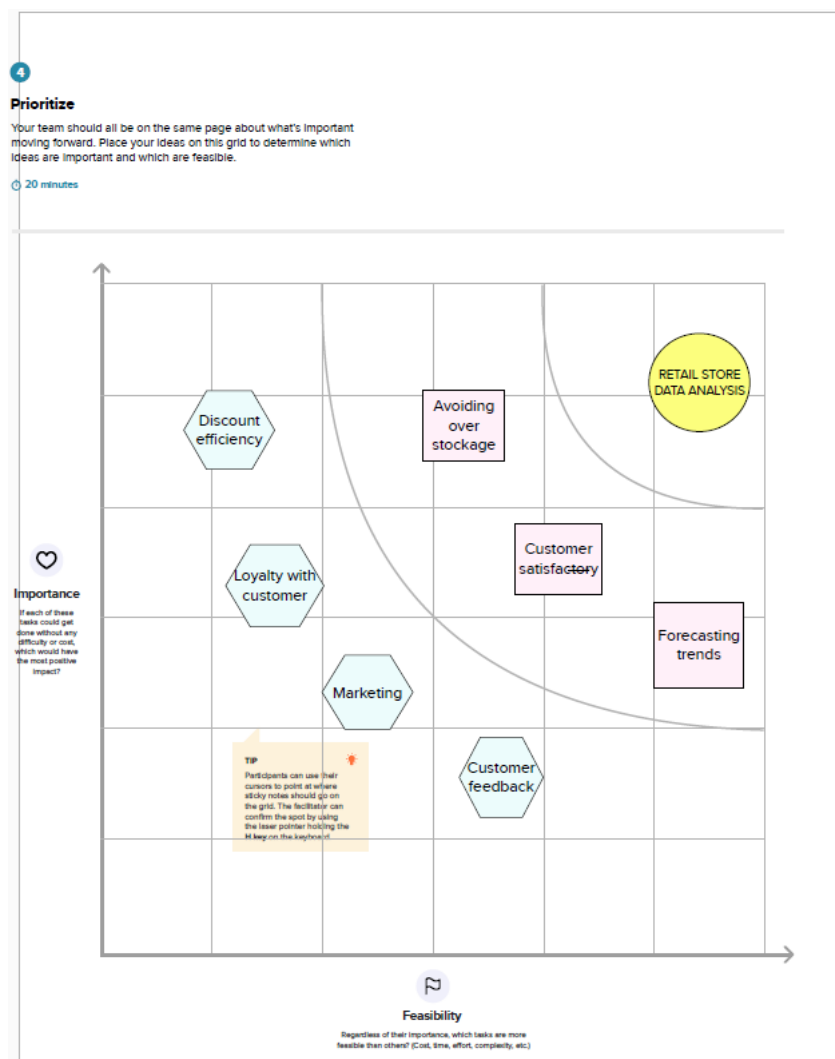 4
Prioritize
Your team should all be on the same page about what's important
moving forward. Place your ideas on this grid to determine which
ideas are important and which are feasible.
20 minutes
RETAIL STORE
DATA ANALYSIS
Discount
efficiency
Avoiding
over
stockage
Customer
satisfactory
Loyalty with
customer
Forecasting
trends
Marketing
Customer
feedback
TIP
Participants can use their
cursors to point at where
sticky notes should go on
the grid. The facilitator can
confirm the spot by using
the laser pointer holding the
H key on the keyboard.
Importance
If each of these
tasks could get
done without any
difficulty or cost,
which would have
the most positive
impact?
Feasibility
Regardless of their importance, which tasks are more
feasible than others? (Cost, time, effort, complexity, etc.)